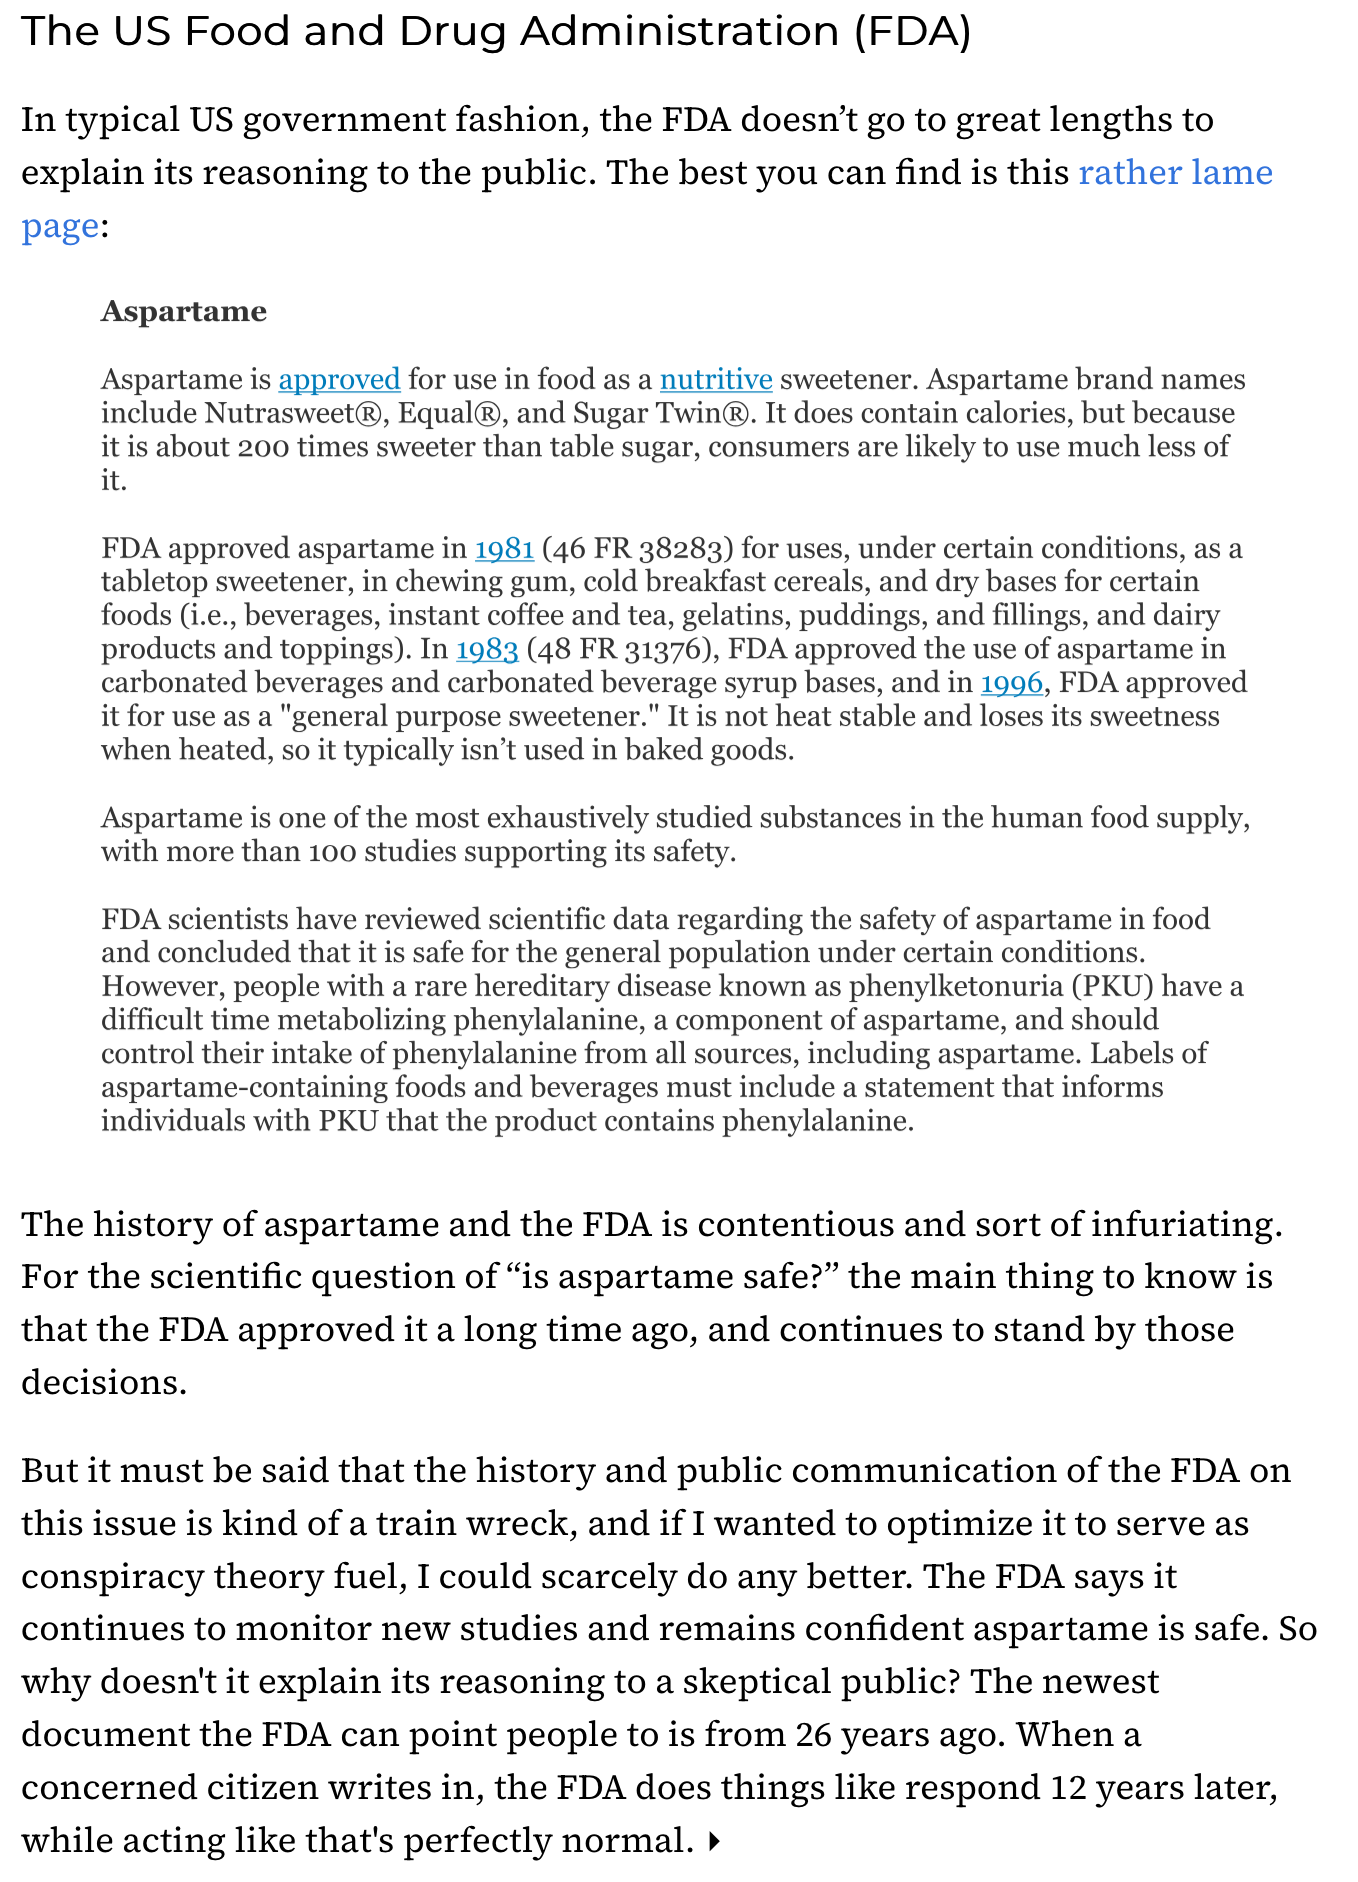 The US Food and Drug Administration (FDA)
In typical US government fashion, the FDA doesn’t go to great lengths to
explain its reasoning to the public. The best you can find is this rather lame
page:
Aspartame
Aspartame is approved for use in food as a nutritive sweetener. Aspartame brand names
include Nutrasweet®, Equal®, and Sugar Twin®. It does contain calories, but because
it is about 200 times sweeter than table sugar, consumers are likely to use much less of
it.
FDA approved aspartame in 1981 (46 FR 38283) for uses, under certain conditions, as a
tabletop sweetener, in chewing gum, cold breakfast cereals, and dry bases for certain
foods (i.e., beverages, instant coffee and tea, gelatins, puddings, and fillings, and dairy
products and toppings). In 1983 (48 FR 31376), FDA approved the use of aspartame in
carbonated beverages and carbonated beverage syrup bases, and in 1996, FDA approved
it for use as a "general purpose sweetener." It is not heat stable and loses its sweetness
when heated, so it typically isn’t used in baked goods.
Aspartame is one of the most exhaustively studied substances in the human food supply,
with more than 100 studies supporting its safety.
FDA scientists have reviewed scientific data regarding the safety of aspartame in food
and concluded that it is safe for the general population under certain conditions.
However, people with a rare hereditary disease known as phenylketonuria (PKU) have a
difficult time metabolizing phenylalanine, a component of aspartame, and should
control their intake of phenylalanine from all sources, including aspartame. Labels of
aspartame-containing foods and beverages must include a statement that informs
individuals with PKU that the product contains phenylalanine.
The history of aspartame and the FDA is contentious and sort of infuriating.
For the scientific question of “is aspartame safe?” the main thing to know is
that the FDA approved it a long time ago, and continues to stand by those
decisions.
But it must be said that the history and public communication of the FDA on
this issue is kind of a train wreck, and if I wanted to optimize it to serve as
conspiracy theory fuel, I could scarcely do any better. The FDA says it
continues to monitor new studies and remains confident aspartame is safe. So
why doesn't it explain its reasoning to a skeptical public? The newest
document the FDA can point people to is from 26 years ago. When a
concerned citizen writes in, the FDA does things like respond 12 years later,
while acting like that's perfectly normal.